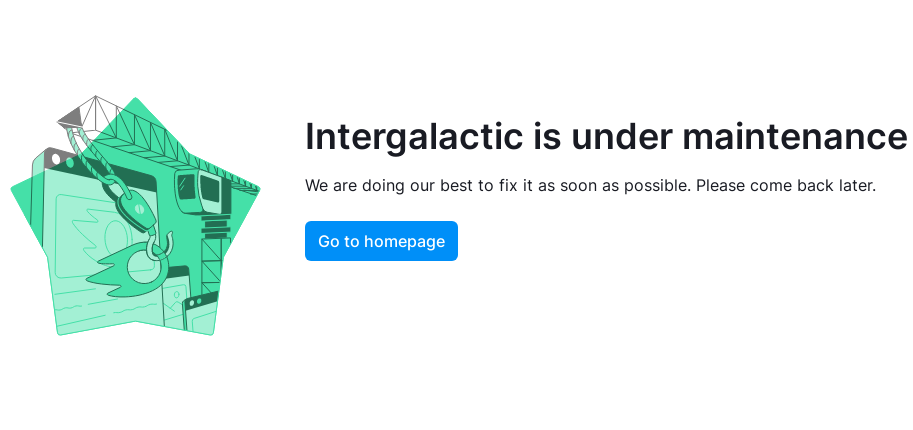 Intergalactic is under maintenance
We are doing our best to fix it as soon as possible. Please come back later.
Go to homepage